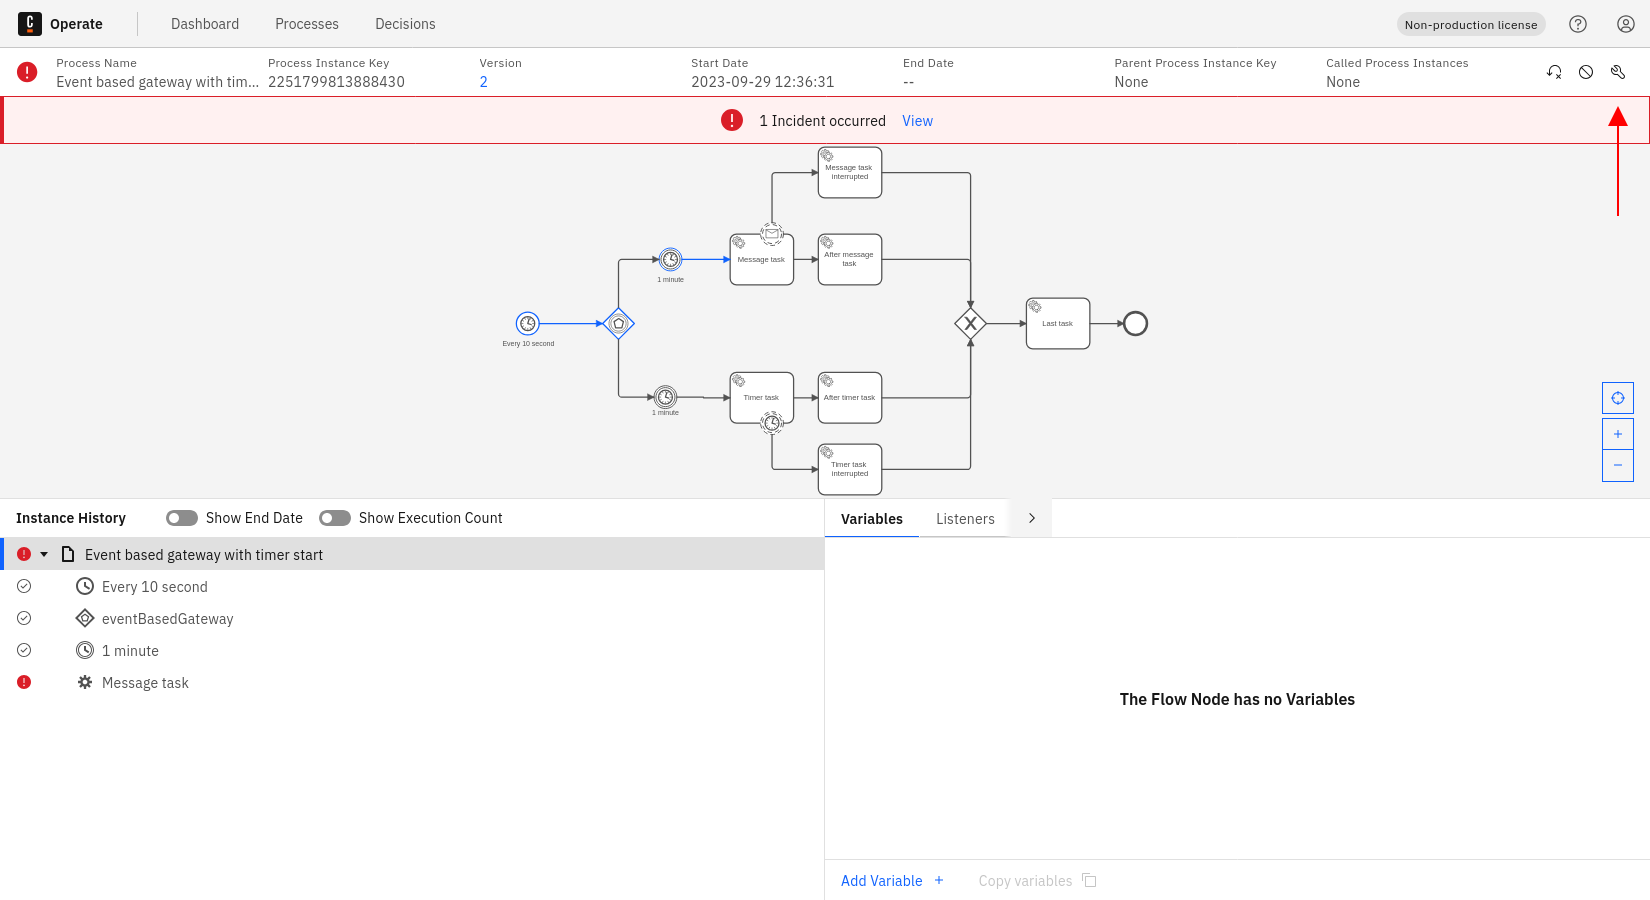 Operate
Dashboard
Processes
Decisions
Non-production license
Process Name
Event based gateway with tim...
Process Instance Key
2251799813888430
Version
2
Start Date
2023-09-29 12:36:31
End Date
--
Parent Process Instance Key
None
Called Process Instances
None
1 Incident occurred
View
Message task
interrupted
Message task
After message
task
1 minute
Every 10 second
Last task
1 minute
Timer task
After timer task
Timer task
interrupted
Instance History
Show End Date
Show Execution Count
Event based gateway with timer start
Every 10 second
eventBasedGateway
1 minute
Message task
Variables
Listeners
The Flow Node has no Variables
Add Variable +
Copy variables